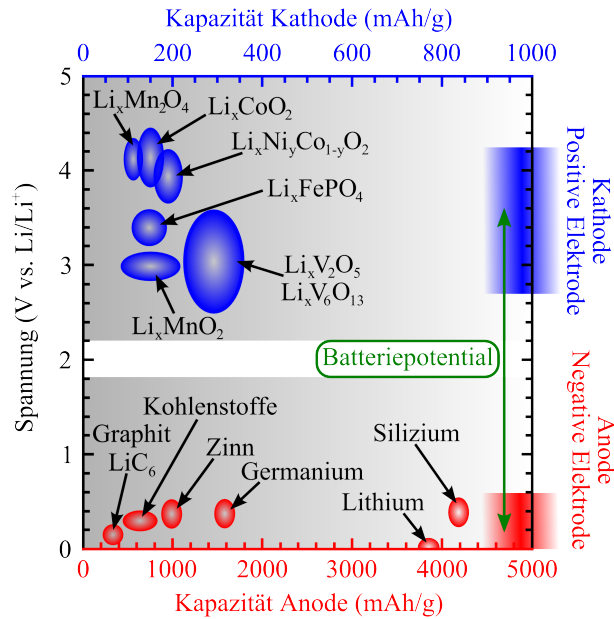 Kapazität Kathode (mAh/g)
0 200 400 600 800 1000
5
4
3
2
1
0
Spannung (V vs. Li/Li⁺)
LiₓMn₂O₄
LiₓCoO₂
LiₓNi_yCo₁₋yO₂
LiₓFePO₄
LiₓV₂O₅
LiₓV₆O₁₃
LiₓMnO₂
Batteriepotential
Kohlenstoffe
Graphit
LiC₆
Zinn
Germanium
Silizium
Lithium
Kathode
Positive Elektrode
Anode
Negative Elektrode
0 1000 2000 3000 4000 5000
Kapazität Anode (mAh/g)